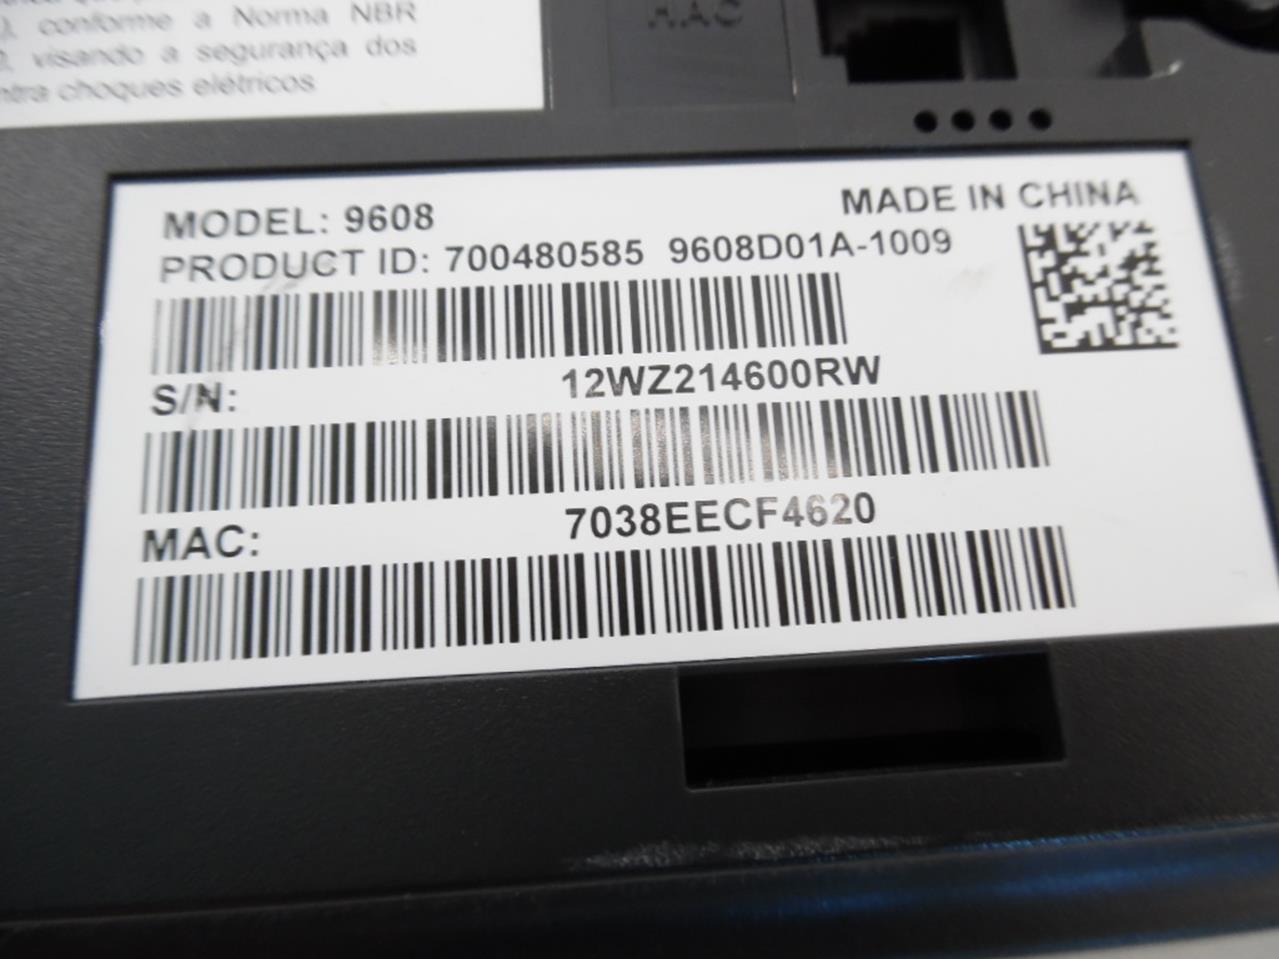 ), conforme a Norma NBR
, visando a segurança dos
choques elétricos
HAC
MODEL: 9608
MADE IN CHINA
PRODUCT ID: 700480585 9608D01A-1009
S/N: 12WZ214600RW
MAC: 7038EECF4620